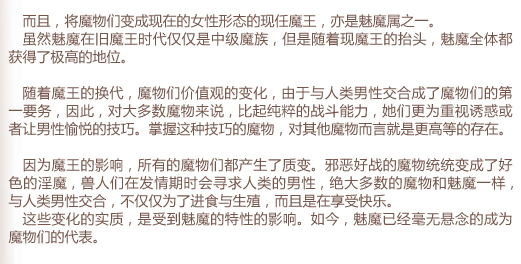 而且，将魔物们变成现在的女性形态的现任魔王，亦是魅魔属之一。
虽然魅魔在旧魔王时代仅仅是中级魔族，但是随着现魔王的抬头，魅魔全体都
获得了极高的地位。
随着魔王的换代，魔物们价值观的变化，由于与人类男性交合成了魔物们的第
一要务，因此，对大多数魔物来说，比起纯粹的战斗能力，她们更为重视诱惑或
者让男性愉悦的技巧。掌握这种技巧的魔物，对其他魔物而言就是更高等的存在。
因为魔王的影响，所有的魔物们都产生了质变。邪恶好战的魔物统统变成了好
色的淫魔，兽人们在发情期时会寻求人类的男性，绝大多数的魔物和魅魔一样，
与人类男性交合，不仅仅为了进食与生殖，而且是在享受快乐。
这些变化的实质，是受到魅魔的特性的影响。如今，魅魔已经毫无悬念的成为
魔物们的代表。